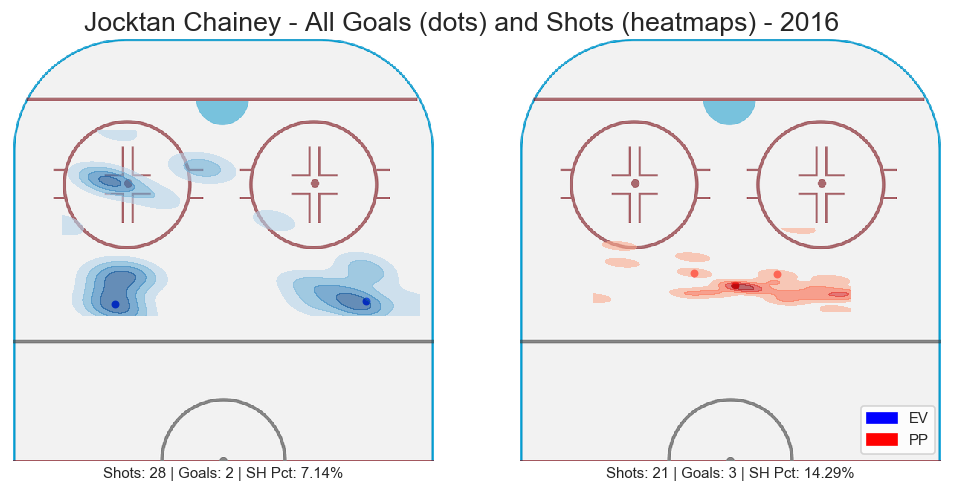 Jocktan Chainey - All Goals (dots) and Shots (heatmaps) - 2016
EV
PP
Shots: 28 | Goals: 2 | SH Pct: 7.14%
Shots: 21 | Goals: 3 | SH Pct: 14.29%